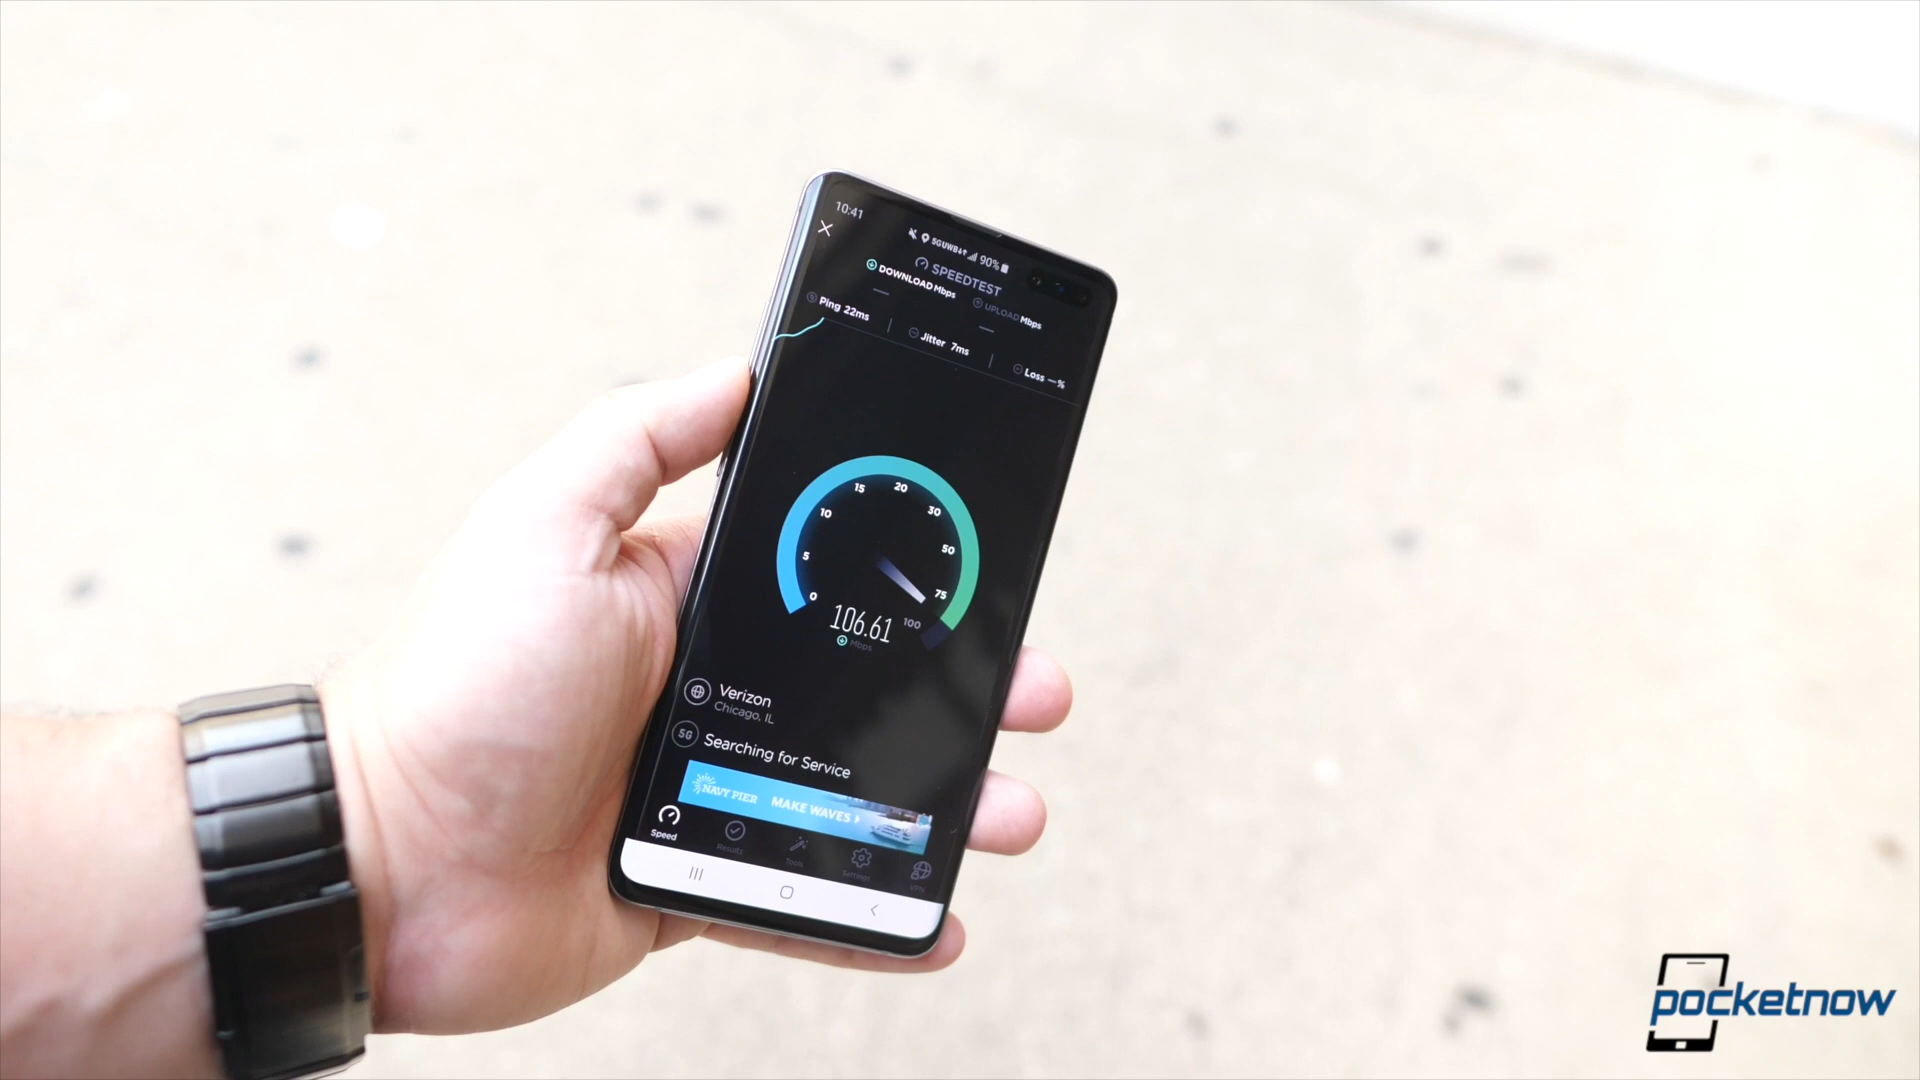 10:41
5GUWB 90%
SPEEDTEST
DOWNLOAD Mbps
UPLOAD Mbps
Ping 22ms
Jitter 7ms
Loss —%
0
5
10
15
20
30
50
75
100
106.61
Mbps
Verizon
Chicago, IL
5G
Searching for Service
NAVY PIER MAKE WAVES
Speed
Results
Tools
Settings
VPN
pocketnow